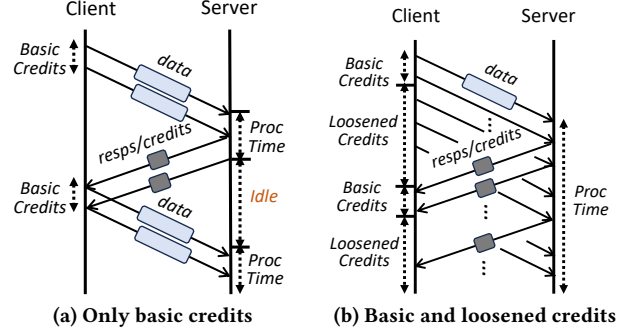 Client
Server
Basic
Credits
data
resps/credits
Proc
Time
Idle
Basic
Credits
data
Proc
Time
(a) Only basic credits
Client
Server
Basic
Credits
data
Loosened
Credits
resps/credits
Basic
Credits
Proc
Time
Loosened
Credits
(b) Basic and loosened credits